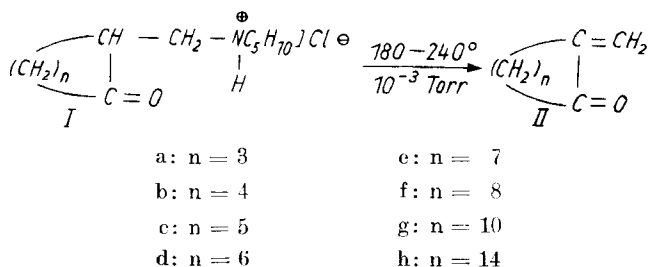 CH — CH₂ — N̊C₅H₁₀] Cl ⊖
⊕
(CH₂)ₙ
H
C = O
I
180—240°
10⁻³ Torr
C = CH₂
(CH₂)ₙ
C = O
II
a: n = 3 e: n = 7
b: n = 4 f: n = 8
c: n = 5 g: n = 10
d: n = 6 h: n = 14